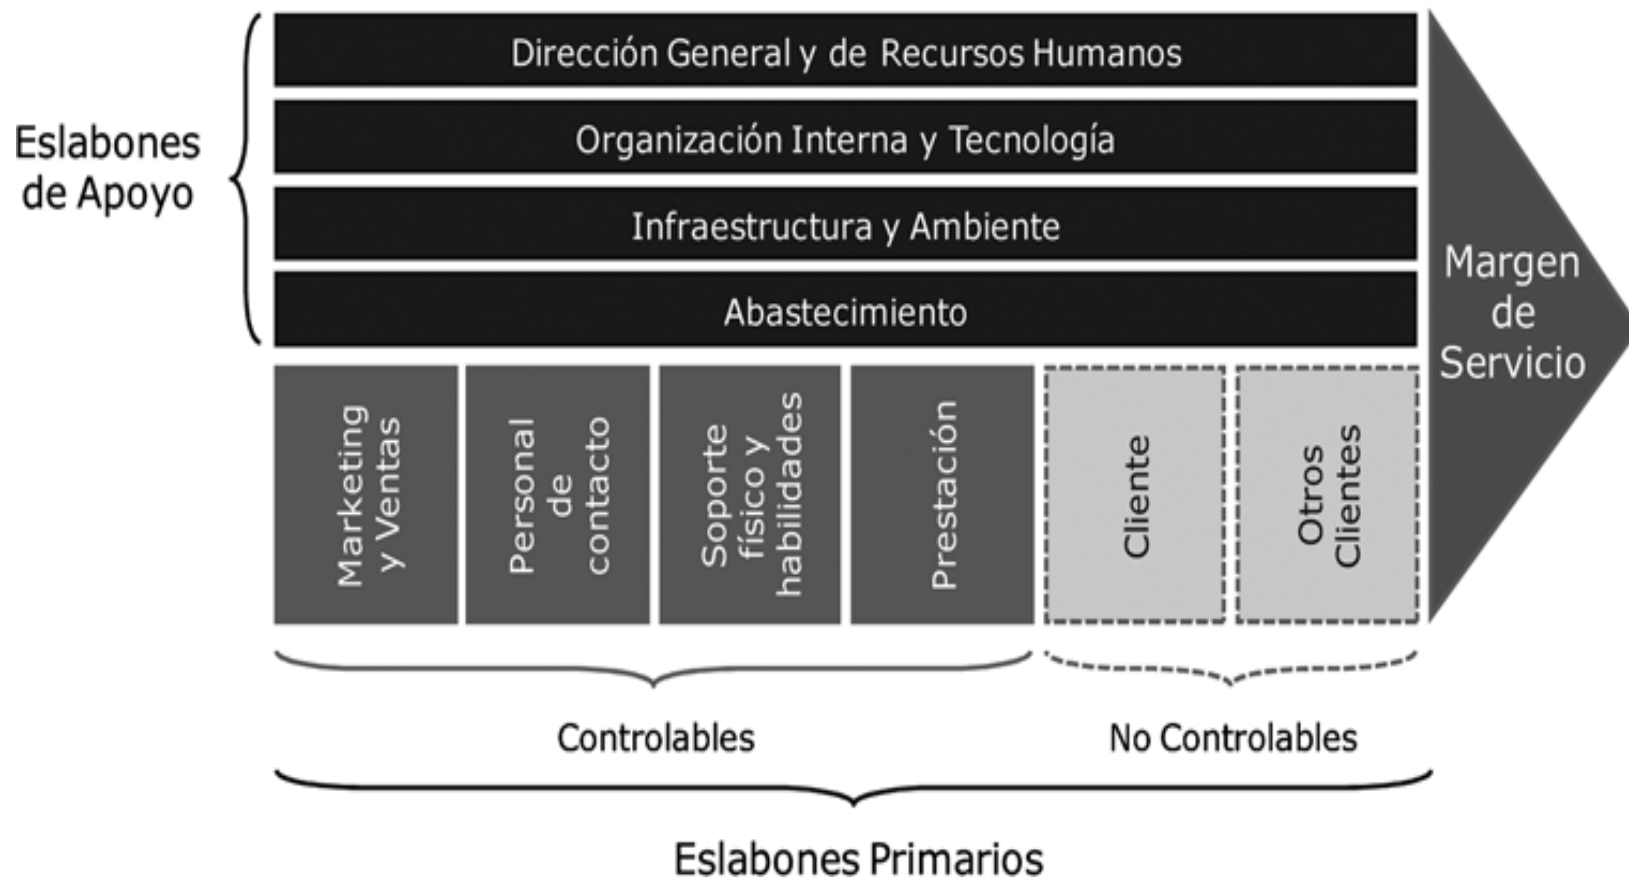 Dirección General y de Recursos Humanos
Organización Interna y Tecnología
Infraestructura y Ambiente
Abastecimiento
Eslabones
de Apoyo
Margen
de
Servicio
Marketing
y Ventas
Personal
de
contacto
Soporte
físico y
habilidades
Prestación
Cliente
Otros
Clientes
Controlables
No Controlables
Eslabones Primarios